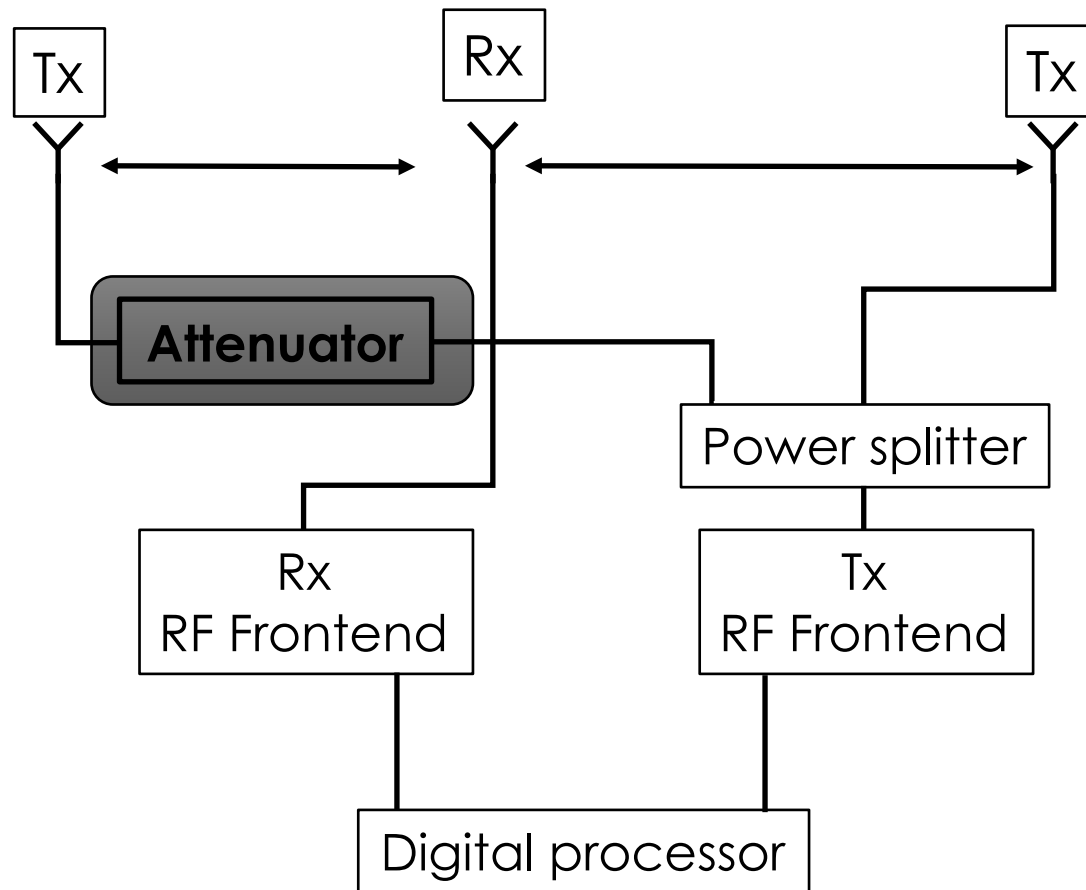 Tx
Rx
Tx
Attenuator
Power splitter
Rx
RF Frontend
Tx
RF Frontend
Digital processor